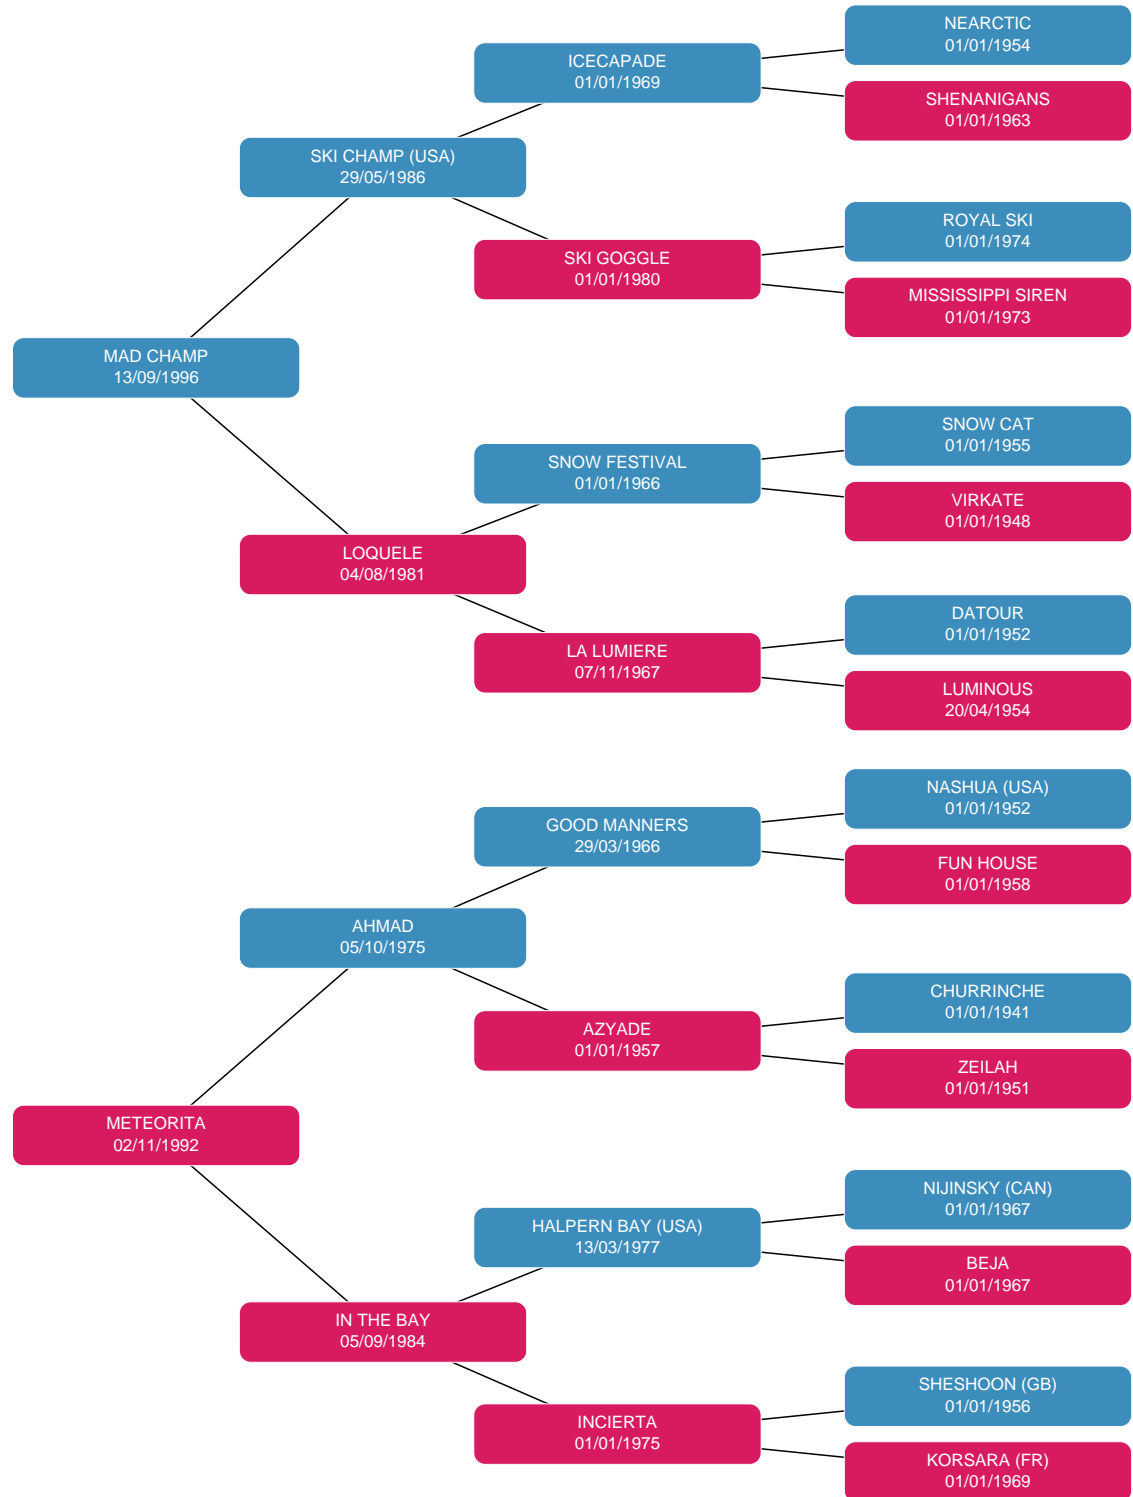 NEARCTIC
01/01/1954
ICECAPADE
01/01/1969
SHENANIGANS
01/01/1963
SKI CHAMP (USA)
29/05/1986
ROYAL SKI
01/01/1974
SKI GOGGLE
01/01/1980
MISSISSIPPI SIREN
01/01/1973
MAD CHAMP
13/09/1996
SNOW CAT
01/01/1955
SNOW FESTIVAL
01/01/1966
VIRKATE
01/01/1948
LOQUELE
04/08/1981
DATOUR
01/01/1952
LA LUMIERE
07/11/1967
LUMINOUS
20/04/1954
NASHUA (USA)
01/01/1952
GOOD MANNERS
29/03/1966
FUN HOUSE
01/01/1958
AHMAD
05/10/1975
CHURRINCHE
01/01/1941
AZYADE
01/01/1957
ZEILAH
01/01/1951
METEORITA
02/11/1992
NIJINSKY (CAN)
01/01/1967
HALPERN BAY (USA)
13/03/1977
BEJA
01/01/1967
IN THE BAY
05/09/1984
SHESHOON (GB)
01/01/1956
INCIERTA
01/01/1975
KORSARA (FR)
01/01/1969